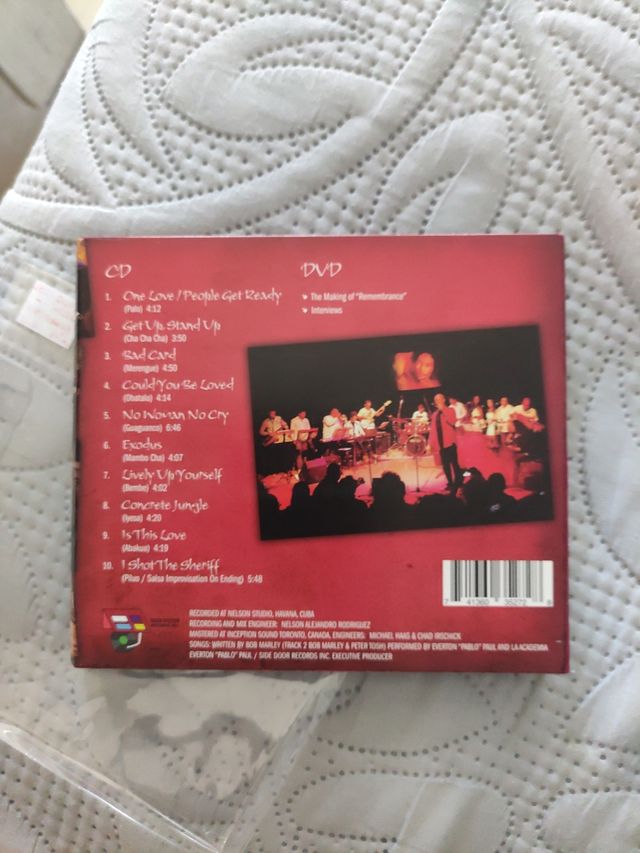 CD
1. One Love / People Get Ready
(Palo) 4:12
2. Get Up, Stand Up
(Cha Cha Cha) 3:50
3. Bad Card
(Merengue) 4:50
4. Could You Be Loved
(Obatala) 4:14
5. No Woman No Cry
(Guaguanco) 6:46
6. Exodus
(Mambo Cha) 4:07
7. Lively Up Yourself
(Bembe) 4:02
8. Concrete Jungle
(Iyesa) 4:20
9. Is This Love
(Abakua) 4:19
10. I Shot The Sheriff
(Pilus / Salsa Improvisation On Ending) 5:48
DVD
The Making of "Remembrance"
Interviews
7 41360 35272 8
RECORDED AT NELSON STUDIO, HAVANA, CUBA
RECORDING AND MIX ENGINEER: NELSON ALEJANDRO RODRIGUEZ
MASTERED AT INCEPTION SOUND TORONTO, CANADA, ENGINEERS: MICHAEL HAAS & CHAD IRSCHICK
SONGS: WRITTEN BY BOB MARLEY (TRACK 2 BOB MARLEY & PETER TOSH) PERFORMED BY EVERTON "PABLO" PAUL AND LA-ACADEMIA
EVERTON "PABLO" PAUL / SIDE DOOR RECORDS INC. EXECUTIVE PRODUCER